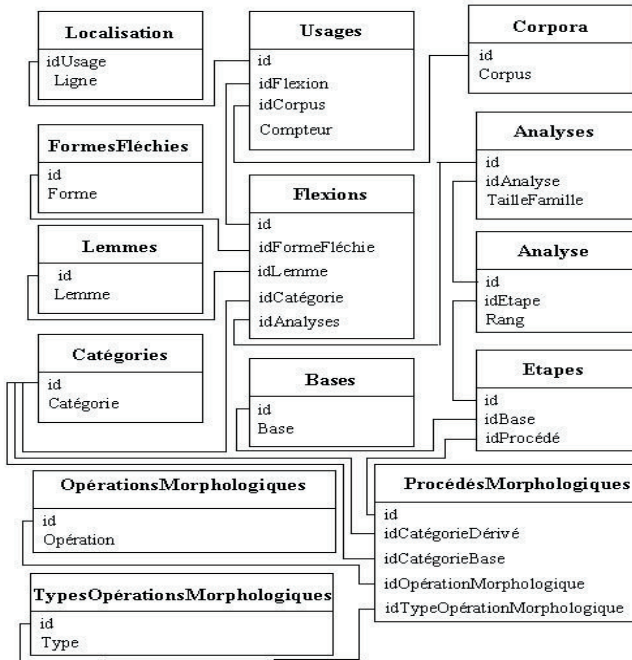 Localisation
idUsage
Ligne
Usages
id
idFlexion
idCorpus
Compteur
Corpora
id
Corpus
FormesFléchies
id
Forme
Analyses
id
idAnalyse
TailleFamille
Flexions
id
idFormeFléchie
idLemme
idCatégorie
idAnalyses
Lemmes
id
Lemme
Analyse
id
idEtape
Rang
Catégories
id
Catégorie
Bases
id
Base
Etapes
id
idBase
idProcédé
OpérationsMorphologiques
id
Opération
ProcédésMorphologiques
id
idCatégorieDérivé
idCatégorieBase
idOpérationMorphologique
idTypeOpérationMorphologique
TypesOpérationsMorphologiques
id
Type